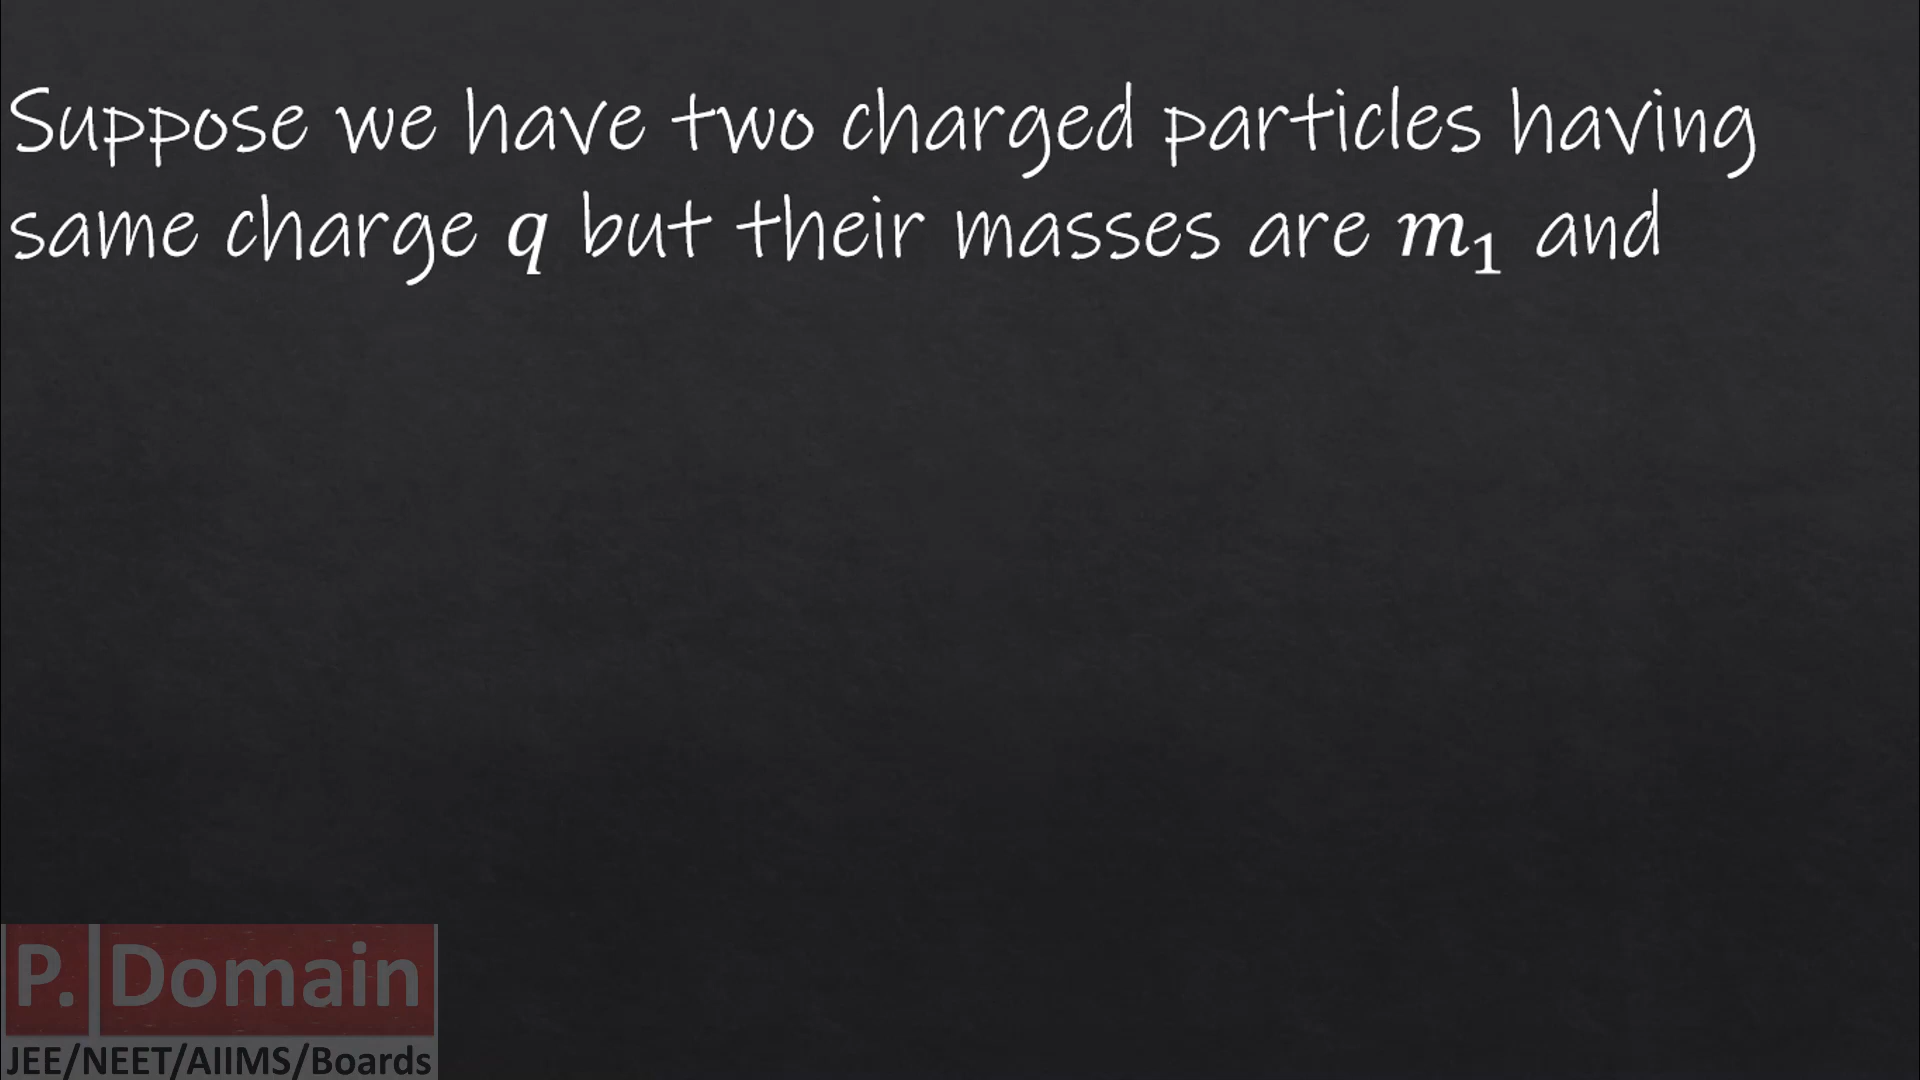 Suppose we have two charged particles having
same charge q but their masses are m₁ and
P. Domain
JEE/NEET/AIIMS/Boards